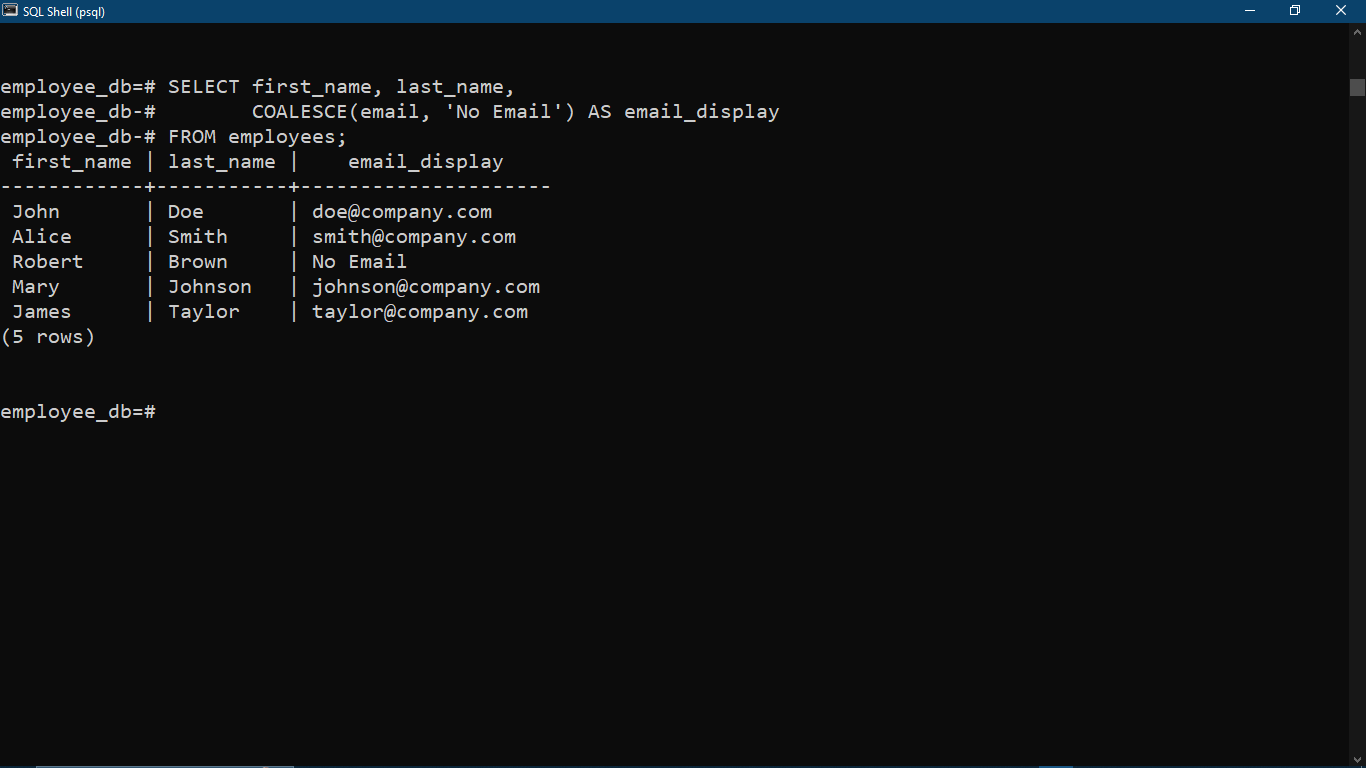 SQL Shell (psql)
employee_db=# SELECT first_name, last_name,
employee_db-#        COALESCE(email, 'No Email') AS email_display
employee_db-# FROM employees;
 first_name | last_name |    email_display
------------+-----------+---------------------
 John       | Doe       | doe@company.com
 Alice      | Smith     | smith@company.com
 Robert     | Brown     | No Email
 Mary       | Johnson   | johnson@company.com
 James      | Taylor    | taylor@company.com
(5 rows)
employee_db=#